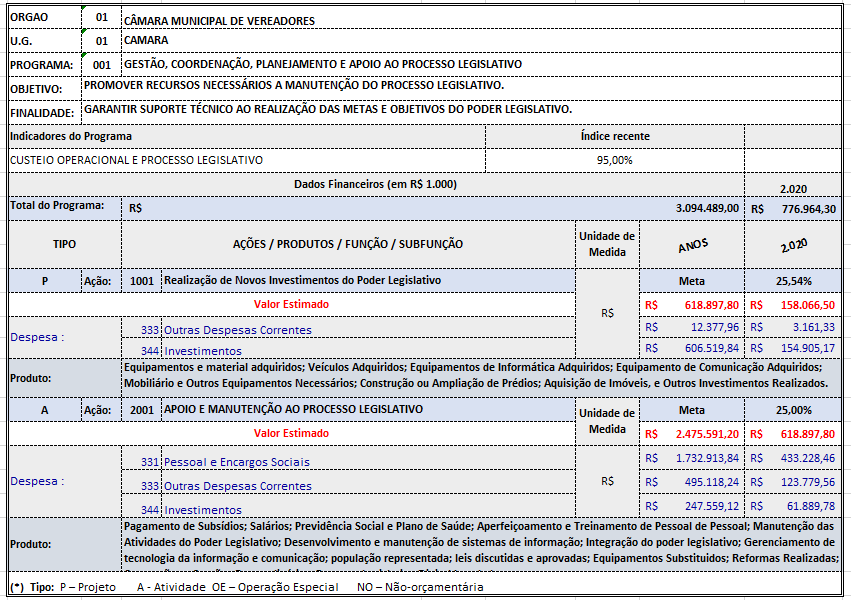 ORGAO 01 CÂMARA MUNICIPAL DE VEREADORES
U.G. 01 CAMARA
PROGRAMA: 001 GESTÃO, COORDENAÇÃO, PLANEJAMENTO E APOIO AO PROCESSO LEGISLATIVO
OBJETIVO: PROMOVER RECURSOS NECESSÁRIOS A MANUTENÇÃO DO PROCESSO LEGISLATIVO.
FINALIDADE: GARANTIR SUPORTE TÉCNICO AO REALIZAÇÃO DAS METAS E OBJETIVOS DO PODER LEGISLATIVO.
Indicadores do Programa Índice recente
CUSTEIO OPERACIONAL E PROCESSO LEGISLATIVO 95,00%
Dados Financeiros (em R$ 1.000) 2.020
Total do Programa: R$ 3.094.489,00 R$ 776.964,30
TIPO AÇÕES / PRODUTOS / FUNÇÃO / SUBFUNÇÃO Unidade de Medida ANOS 2.020
P Ação: 1001 Realização de Novos Investimentos do Poder Legislativo R$ Meta 25,54%
Valor Estimado R$ 618.897,80 R$ 158.066,50
Despesa : 333 Outras Despesas Correntes R$ 12.377,96 R$ 3.161,33
344 Investimentos R$ 606.519,84 R$ 154.905,17
Produto: Equipamentos e material adquiridos; Veículos Adquiridos; Equipamentos de Informática Adquiridos; Equipamento de Comunicação Adquiridos;
Mobiliário e Outros Equipamentos Necessários; Construção ou Ampliação de Prédios; Aquisição de Imóveis, e Outros Investimentos Realizados.
A Ação: 2001 APOIO E MANUTENÇÃO AO PROCESSO LEGISLATIVO Unidade de Medida Meta 25,00%
Valor Estimado R$ 2.475.591,20 R$ 618.897,80
Despesa : 331 Pessoal e Encargos Sociais R$ R$ 1.732.913,84 R$ 433.228,46
333 Outras Despesas Correntes R$ 495.118,24 R$ 123.779,56
344 Investimentos R$ 247.559,12 R$ 61.889,78
Produto: Pagamento de Subsídios; Salários; Previdência Social e Plano de Saúde; Aperfeiçoamento e Treinamento de Pessoal de Pessoal; Manutenção das
Atividades do Poder Legislativo; Desenvolvimento e manutenção de sistemas de informação; Integração do poder legislativo; Gerenciamento de
tecnologia da informação e comunicação; população representada; leis discutidas e aprovadas; Equipamentos Substituidos; Reformas Realizadas;
(*) Tipo: P – Projeto A - Atividade OE – Operação Especial NO – Não-orçamentária